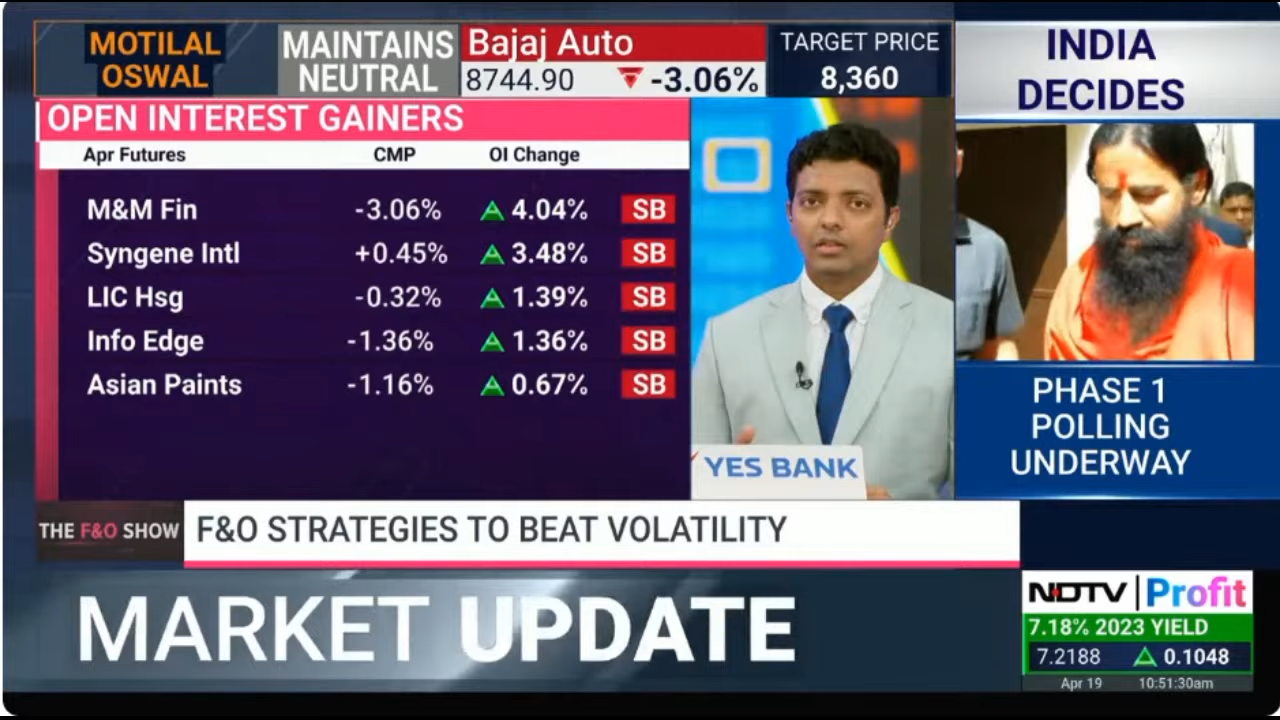 MOTILAL
OSWAL
MAINTAINS
NEUTRAL
Bajaj Auto
8744.90 ▼ -3.06%
TARGET PRICE
8,360
INDIA
DECIDES
OPEN INTEREST GAINERS
Apr Futures CMP OI Change
M&M Fin -3.06% ▲ 4.04% SB
Syngene Intl +0.45% ▲ 3.48% SB
LIC Hsg -0.32% ▲ 1.39% SB
Info Edge -1.36% ▲ 1.36% SB
Asian Paints -1.16% ▲ 0.67% SB
YES BANK
PHASE 1
POLLING
UNDERWAY
THE F&O SHOW
F&O STRATEGIES TO BEAT VOLATILITY
MARKET UPDATE
NDTV Profit
7.18% 2023 YIELD
7.2188 ▲ 0.1048
Apr 19 10:51:30am